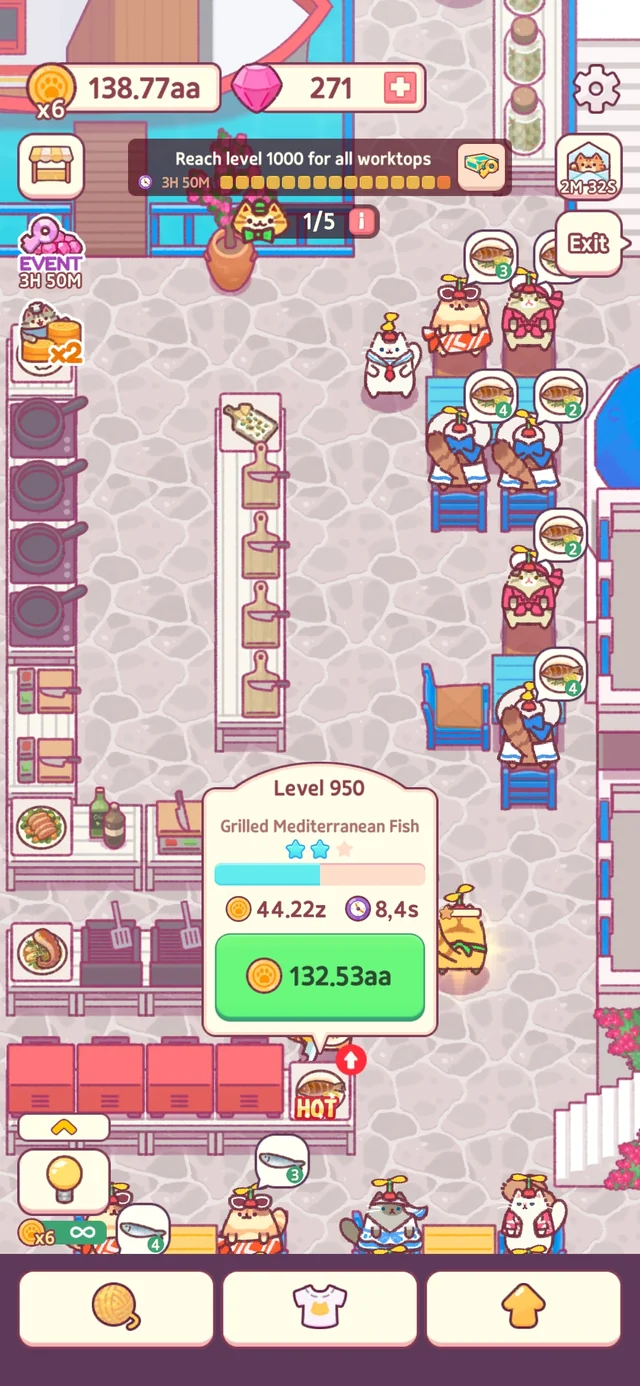 138.77aa
x6
271
Reach level 1000 for all worktops
3H 50M
2M 32S
1/5
i
Exit
EVENT
3H 50M
x2
3
4
2
2
4
Level 950
Grilled Mediterranean Fish
44.22z
8,4s
132.53aa
HOT
3
x6
∞
4